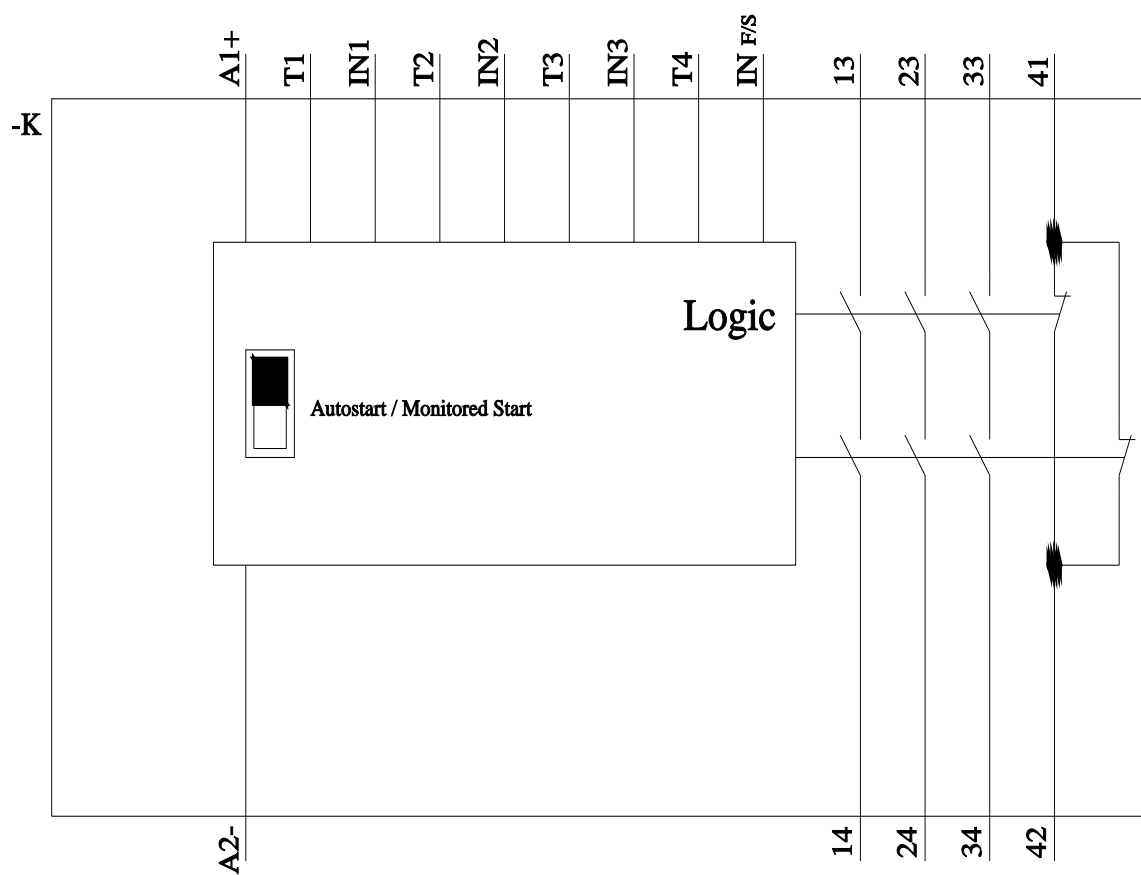 A1+
T1
IN1
T2
IN2
T3
IN3
T4
IN F/S
13
23
33
41
-K
Logic
Autostart / Monitored Start
A2-
14
24
34
42